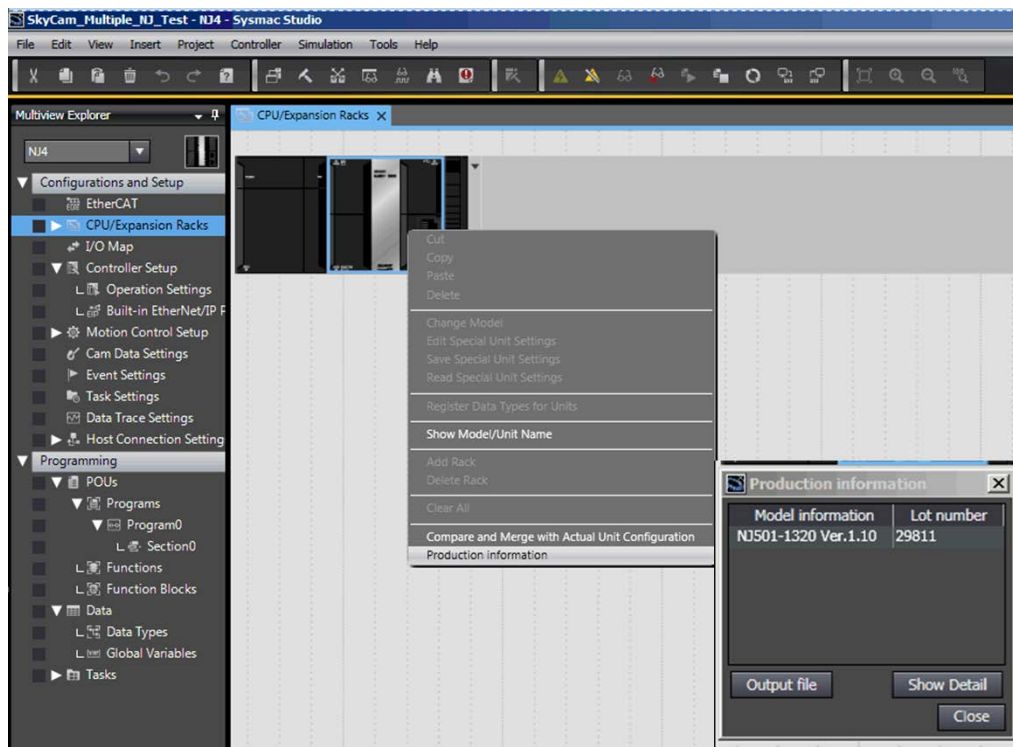 SkyCam_Multiple_NJ_Test - NJ4 - Sysmac Studio
File Edit View Insert Project Controller Simulation Tools Help
Multiview Explorer
CPU/Expansion Racks
NJ4
Configurations and Setup
EtherCAT
CPU/Expansion Racks
I/O Map
Controller Setup
Operation Settings
Built-in EtherNet/IP P
Motion Control Setup
Cam Data Settings
Event Settings
Task Settings
Data Trace Settings
Host Connection Setting
Programming
POUs
Programs
Program0
Section0
Functions
Function Blocks
Data
Data Types
Global Variables
Tasks
Cut
Copy
Paste
Delete
Change Model
Edit Special Unit Settings
Save Special Unit Settings
Read Special Unit Settings
Register Data Types for Units
Show Model/Unit Name
Add Rack
Delete Rack
Clear All
Compare and Merge with Actual Unit Configuration
Production information
Production information
Model information Lot number
NJ501-1320 Ver.1.10 29811
Output file Show Detail
Close